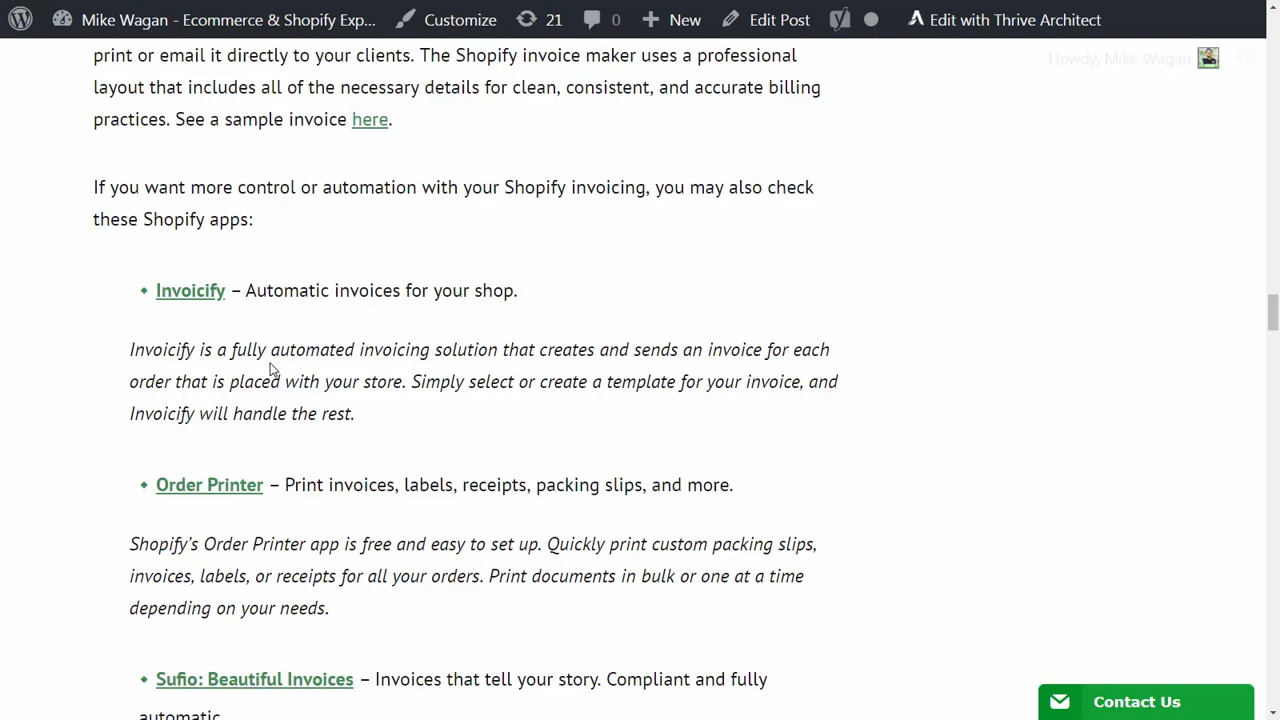 Mike Wagan - Ecommerce & Shopify Exp... Customize 21 0 New Edit Post Edit with Thrive Architect
print or email it directly to your clients. The Shopify invoice maker uses a professional
Howdy, Mike Wagan
layout that includes all of the necessary details for clean, consistent, and accurate billing
practices. See a sample invoice here.
If you want more control or automation with your Shopify invoicing, you may also check
these Shopify apps:
Invoicify – Automatic invoices for your shop.
Invoicify is a fully automated invoicing solution that creates and sends an invoice for each
order that is placed with your store. Simply select or create a template for your invoice, and
Invoicify will handle the rest.
Order Printer – Print invoices, labels, receipts, packing slips, and more.
Shopify’s Order Printer app is free and easy to set up. Quickly print custom packing slips,
invoices, labels, or receipts for all your orders. Print documents in bulk or one at a time
depending on your needs.
Sufio: Beautiful Invoices – Invoices that tell your story. Compliant and fully
automatic
Contact Us